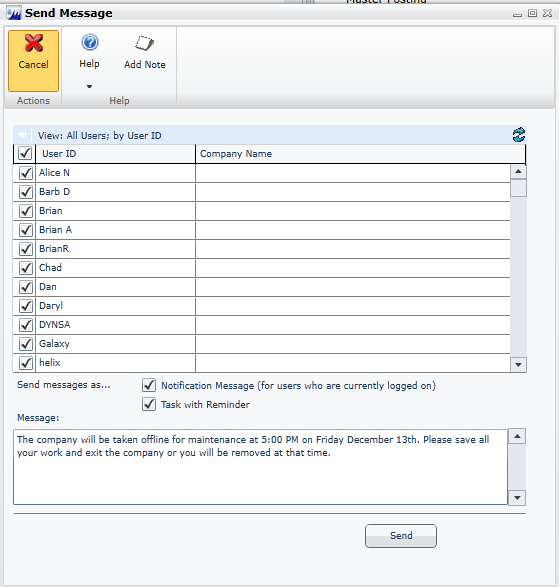 Master Posting
Send Message
Cancel
Help
Add Note
Actions
Help
View: All Users; by User ID
User ID Company Name
Alice N
Barb D
Brian
Brian A
BrianR
Chad
Dan
Daryl
DYNSA
Galaxy
helix
Send messages as... Notification Message (for users who are currently logged on)
Task with Reminder
Message:
The company will be taken offline for maintenance at 5:00 PM on Friday December 13th. Please save all
your work and exit the company or you will be removed at that time.
Send